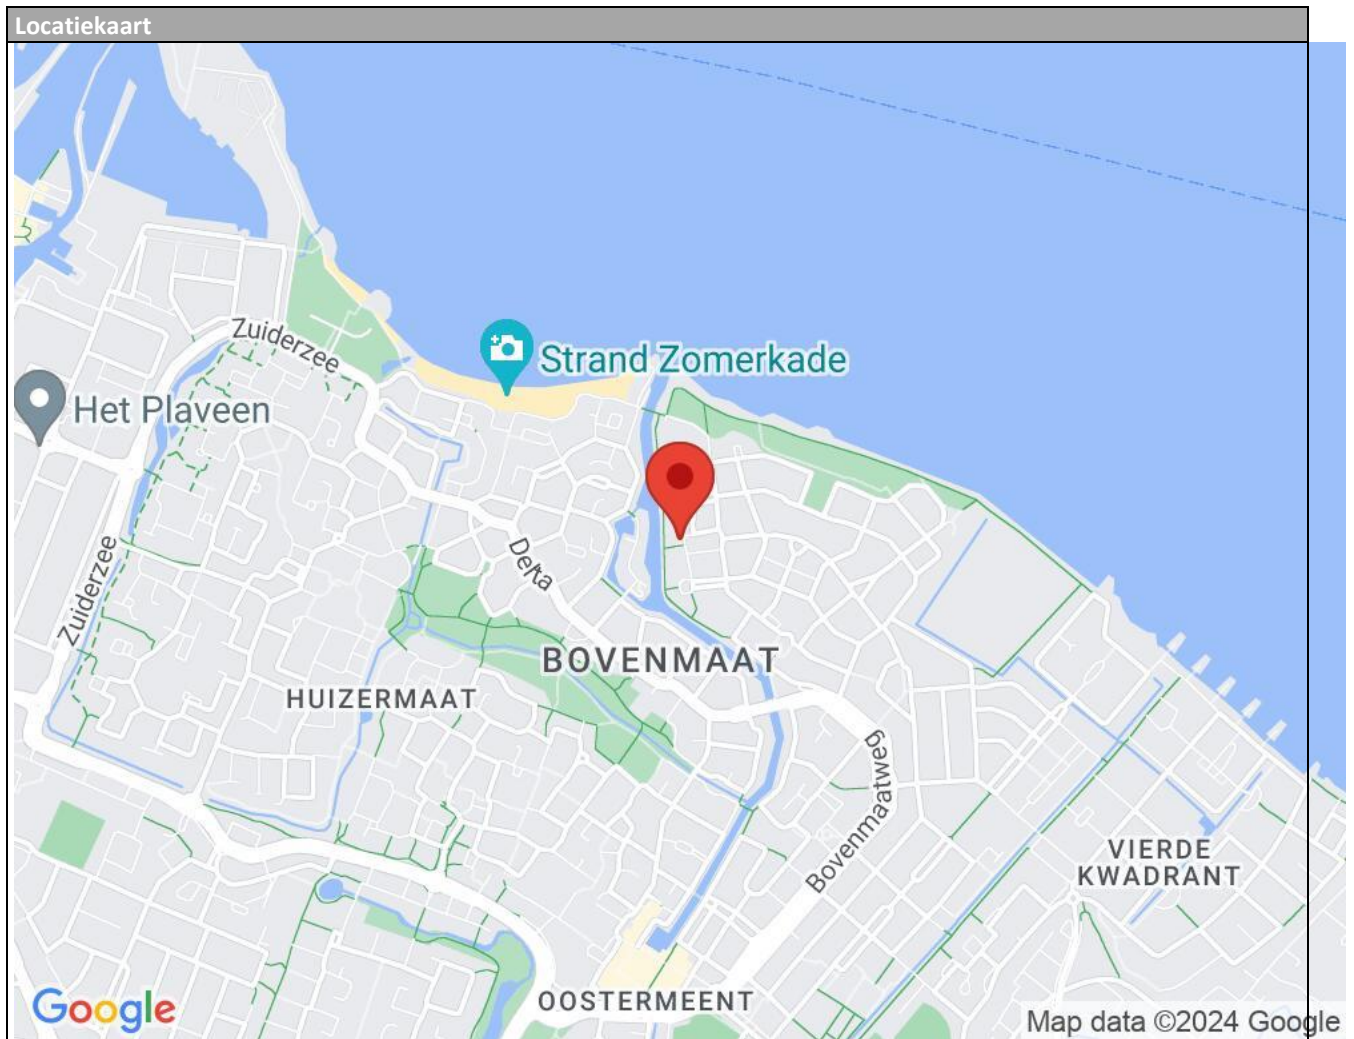 Locatiekaart
Zuiderzee
Strand Zomerkade
Het Plaveen
Delta
Zuiderzee
BOVENMAAT
HUIZERMAAT
Bovenmaatweg
VIERDE
KWADRANT
OOSTERMEENT
Google
Map data ©2024 Google